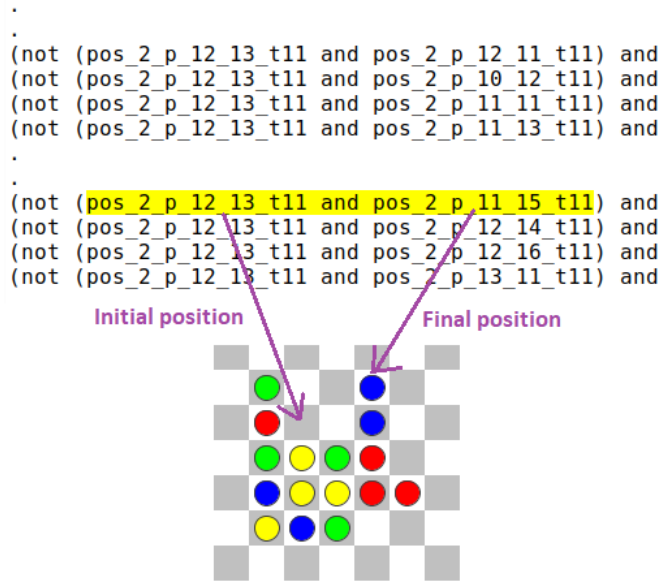 .
.
(not (pos_2_p_12_13_t11 and pos_2_p_12_11_t11) and
(not (pos_2_p_12_13_t11 and pos_2_p_10_12_t11) and
(not (pos_2_p_12_13_t11 and pos_2_p_11_11_t11) and
(not (pos_2_p_12_13_t11 and pos_2_p_11_13_t11) and
.
.
(not (pos_2_p_12_13_t11 and pos_2_p_11_15_t11) and
(not (pos_2_p_12_13_t11 and pos_2_p_12_14_t11) and
(not (pos_2_p_12_13_t11 and pos_2_p_12_16_t11) and
(not (pos_2_p_12_13_t11 and pos_2_p_13_11_t11) and
Initial position
Final position